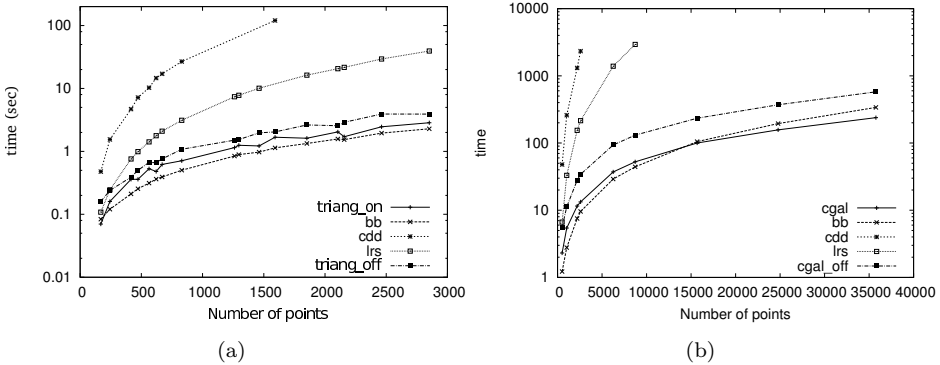 100
10
1
0.1
0.01
time (sec)
0 500 1000 1500 2000 2500 3000
Number of points
triang_on
bb
cdd
lrs
triang_off
(a)
10000
1000
100
10
1
time
0 5000 10000 15000 20000 25000 30000 35000 40000
Number of points
cgal
bb
cdd
lrs
cgal_off
(b)